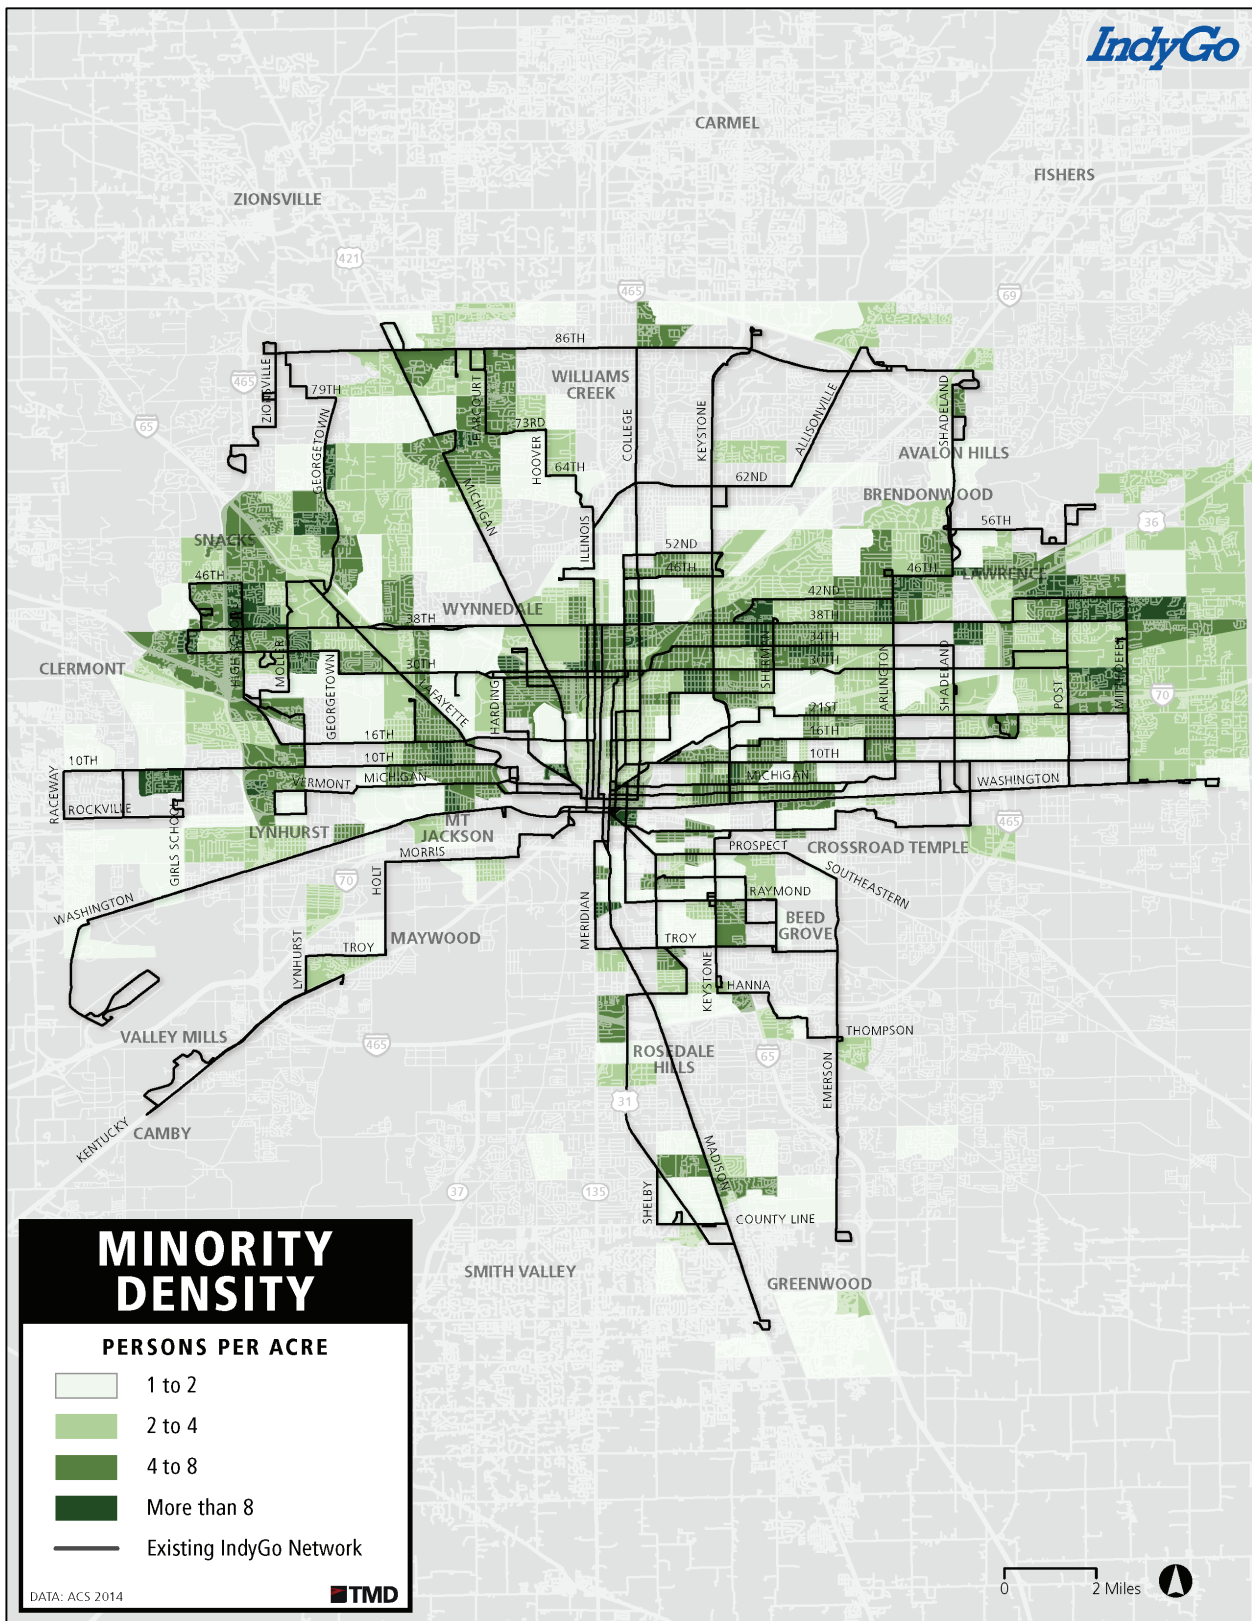 IndyGo
CARMEL
FISHERS
ZIONSVILLE
421
465
69
86TH
ZIONSVILLE
465
79TH
WILLIAMS
CREEK
65
GEORGETOWN
HARCOURT
73RD
HOOVER
64TH
COLLEGE
KEYSTONE
ALLISONVILLE
SHADELAND
AVALON HILLS
62ND
MICHIGAN
BRENDONWOOD
56TH
36
ILLINOIS
SNACKS
52ND
46TH
46TH
46TH
LAWRENCE
42ND
WYNNEDALE
38TH
38TH
HIGH SCHOOL
MOLLER
34TH
SHERMAN
30TH
30TH
CLERMONT
GEORGETOWN
LAFAYETTE
HARDING
ARLINGTON
SHADELAND
POST
MITTHOEFER
70
21ST
16TH
16TH
10TH
10TH
10TH
RACEWAY
ROCKVILLE
VERMONT
MICHIGAN
MICHIGAN
WASHINGTON
GIRLS SCHOOL
LYNHURST
MT
JACKSON
465
MORRIS
PROSPECT
CROSSROAD TEMPLE
70
HOLT
SOUTHEASTERN
RAYMOND
WASHINGTON
MERIDIAN
BEED
GROVE
MAYWOOD
TROY
TROY
LYNHURST
KEYSTONE
HANNA
VALLEY MILLS
465
THOMPSON
ROSEDALE
HILLS
65
31
EMERSON
KENTUCKY
CAMBY
MADISON
37
135
SHELBY
COUNTY LINE
SMITH VALLEY
GREENWOOD
MINORITY
DENSITY
PERSONS PER ACRE
1 to 2
2 to 4
4 to 8
More than 8
Existing IndyGo Network
DATA: ACS 2014
TMD
0 2 Miles